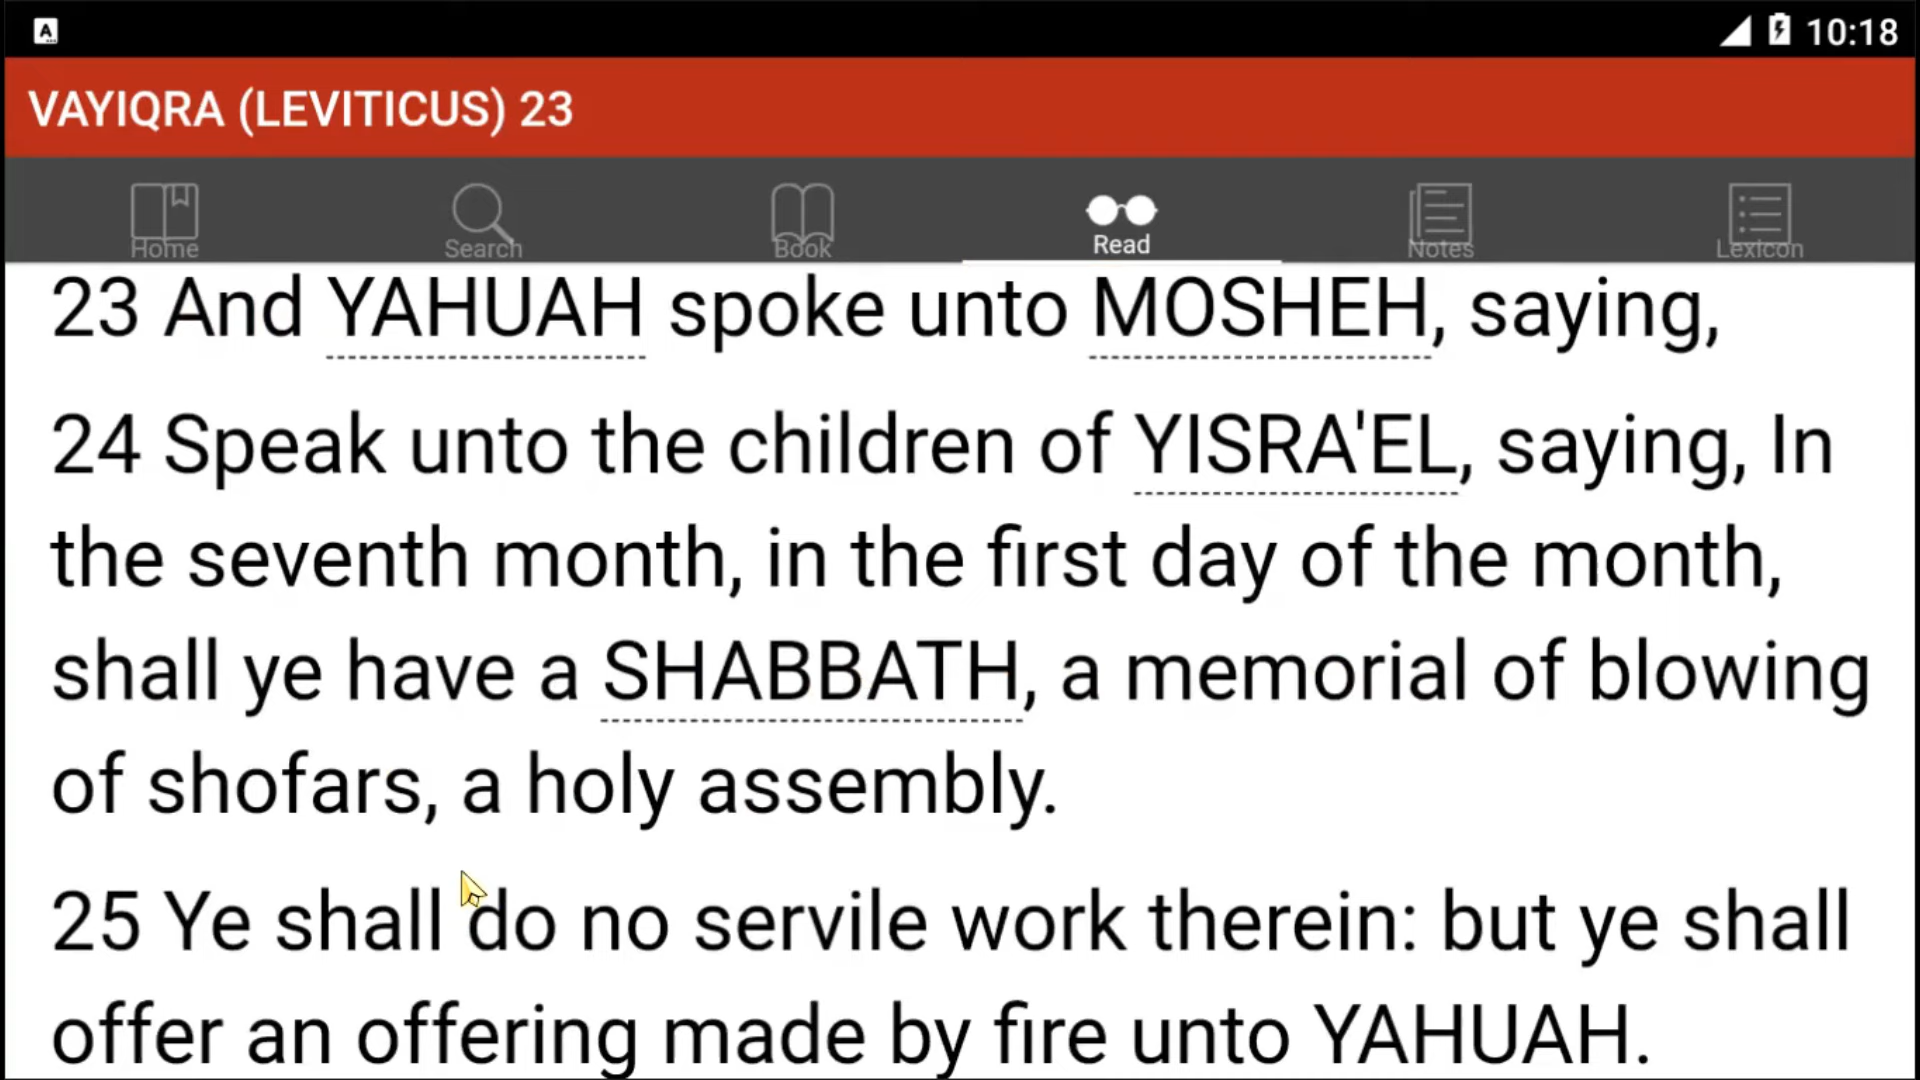 A
10:18
VAYIQRA (LEVITICUS) 23
Home
Search
Book
Read
Notes
Lexicon
23 And YAHUAH spoke unto MOSHEH, saying,
24 Speak unto the children of YISRA'EL, saying, In
the seventh month, in the first day of the month,
shall ye have a SHABBATH, a memorial of blowing
of shofars, a holy assembly.
25 Ye shall do no servile work therein: but ye shall
offer an offering made by fire unto YAHUAH.